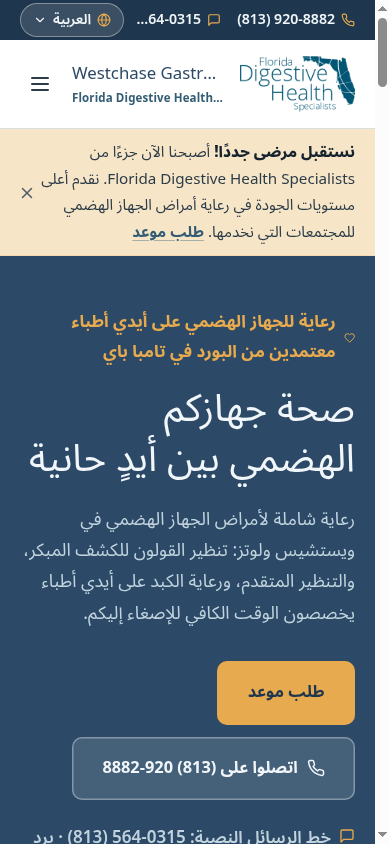 (813) 920-8882
64-0315...
العربية
Florida
Digestive
Health
Specialists
Westchase Gastr...
Florida Digestive Health...
نستقبل مرضى جددًا! أصبحنا الآن جزءًا من
Florida Digestive Health Specialists. نقدم أعلى
مستويات الجودة في رعاية أمراض الجهاز الهضمي
للمجتمعات التي نخدمها. طلب موعد
رعاية للجهاز الهضمي على أيدي أطباء
معتمدين من البورد في تامبا باي
صحة جهازكم
الهضمي بين أيدٍ حانية
رعاية شاملة لأمراض الجهاز الهضمي في
ويستشيس ولوتز: تنظير القولون للكشف المبكر،
والتنظير المتقدم، ورعاية الكبد على أيدي أطباء
يخصصون الوقت الكافي للإصغاء إليكم.
طلب موعد
اتصلوا على (813) 920-8882
خط الرسائل النصية: (813) 564-0315 · يرد